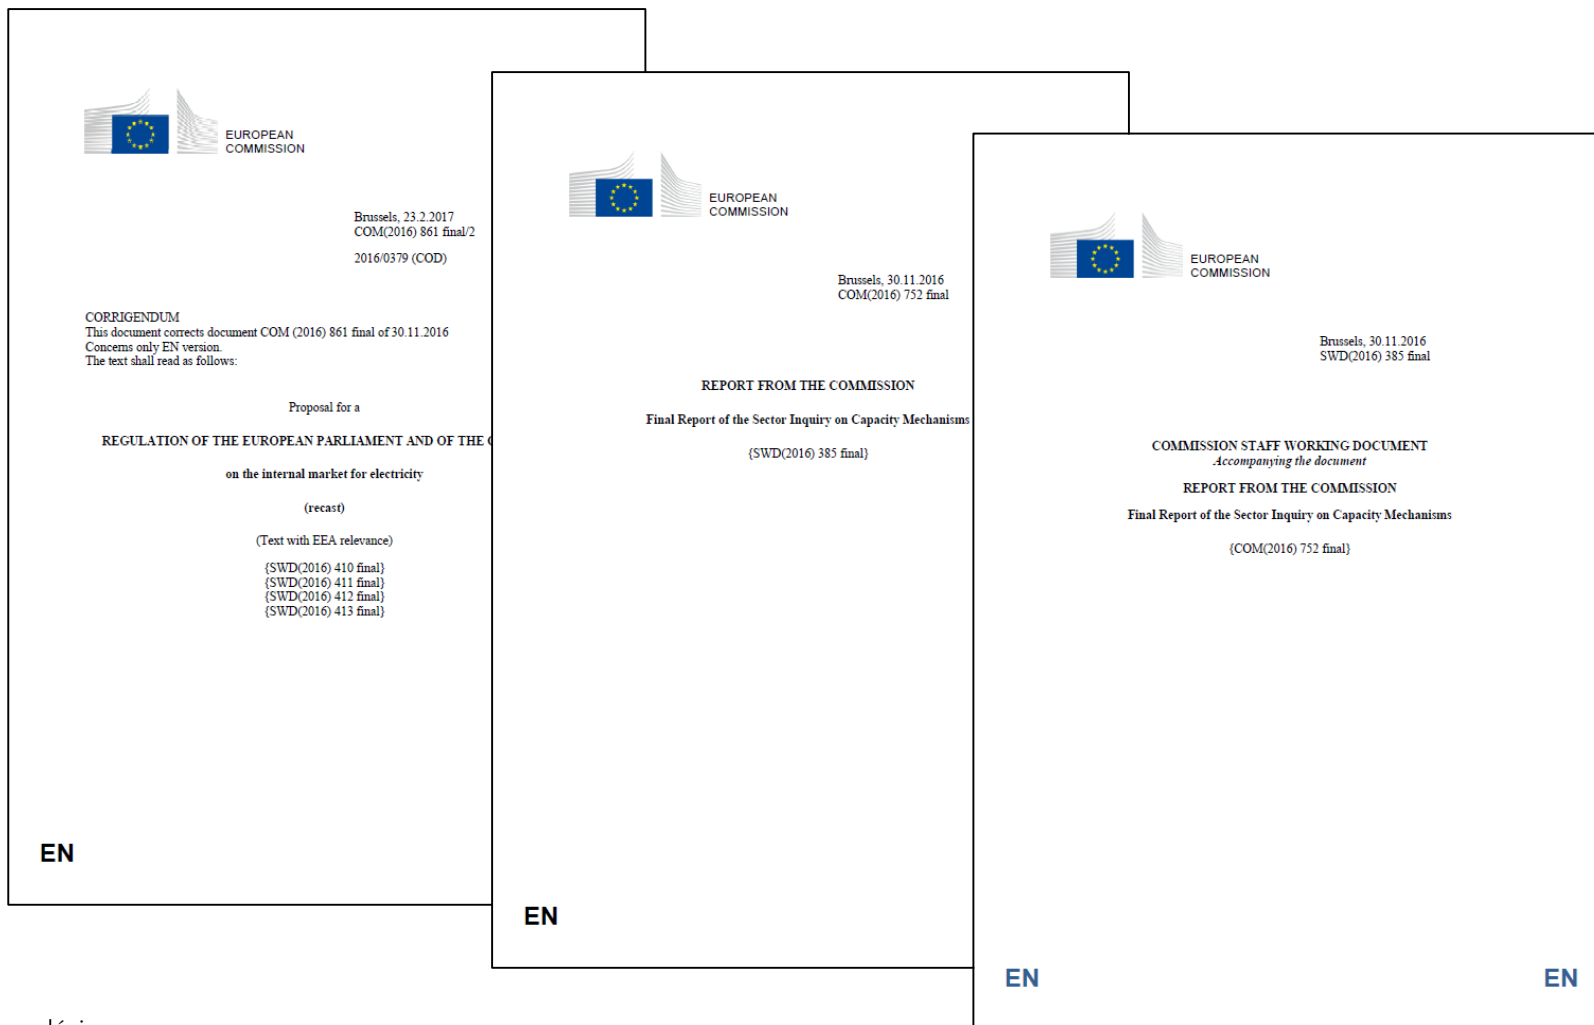 EUROPEAN
COMMISSION
Brussels, 23.2.2017
COM(2016) 861 final/2
2016/0379 (COD)
CORRIGENDUM
This document corrects document COM (2016) 861 final of 30.11.2016
Concerns only EN version.
The text shall read as follows:
Proposal for a
REGULATION OF THE EUROPEAN PARLIAMENT AND OF THE
on the internal market for electricity
(recast)
(Text with EEA relevance)
{SWD(2016) 410 final}
{SWD(2016) 411 final}
{SWD(2016) 412 final}
{SWD(2016) 413 final}
EN
EUROPEAN
COMMISSION
Brussels, 30.11.2016
COM(2016) 752 final
REPORT FROM THE COMMISSION
Final Report of the Sector Inquiry on Capacity Mechanisms
{SWD(2016) 385 final}
EN
EUROPEAN
COMMISSION
Brussels, 30.11.2016
SWD(2016) 385 final
COMMISSION STAFF WORKING DOCUMENT
Accompanying the document
REPORT FROM THE COMMISSION
Final Report of the Sector Inquiry on Capacity Mechanisms
{COM(2016) 752 final}
EN EN